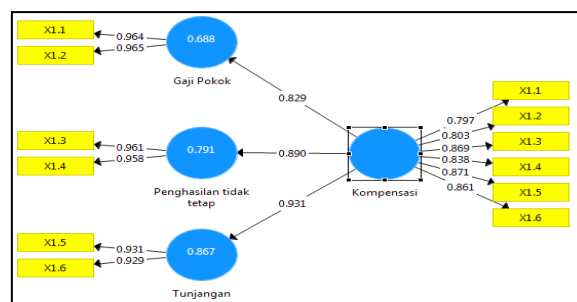 X1.1
0.964
X1.2
0.965
0.688
Gaji Pokok
0.829
X1.3
0.961
X1.4
0.958
0.791
Penghasilan tidak
tetap
0.890
X1.5
0.931
X1.6
0.929
0.867
Tunjangan
0.931
Kompensasi
0.797
X1.1
0.803
X1.2
0.869
X1.3
0.838
X1.4
0.871
X1.5
0.861
X1.6